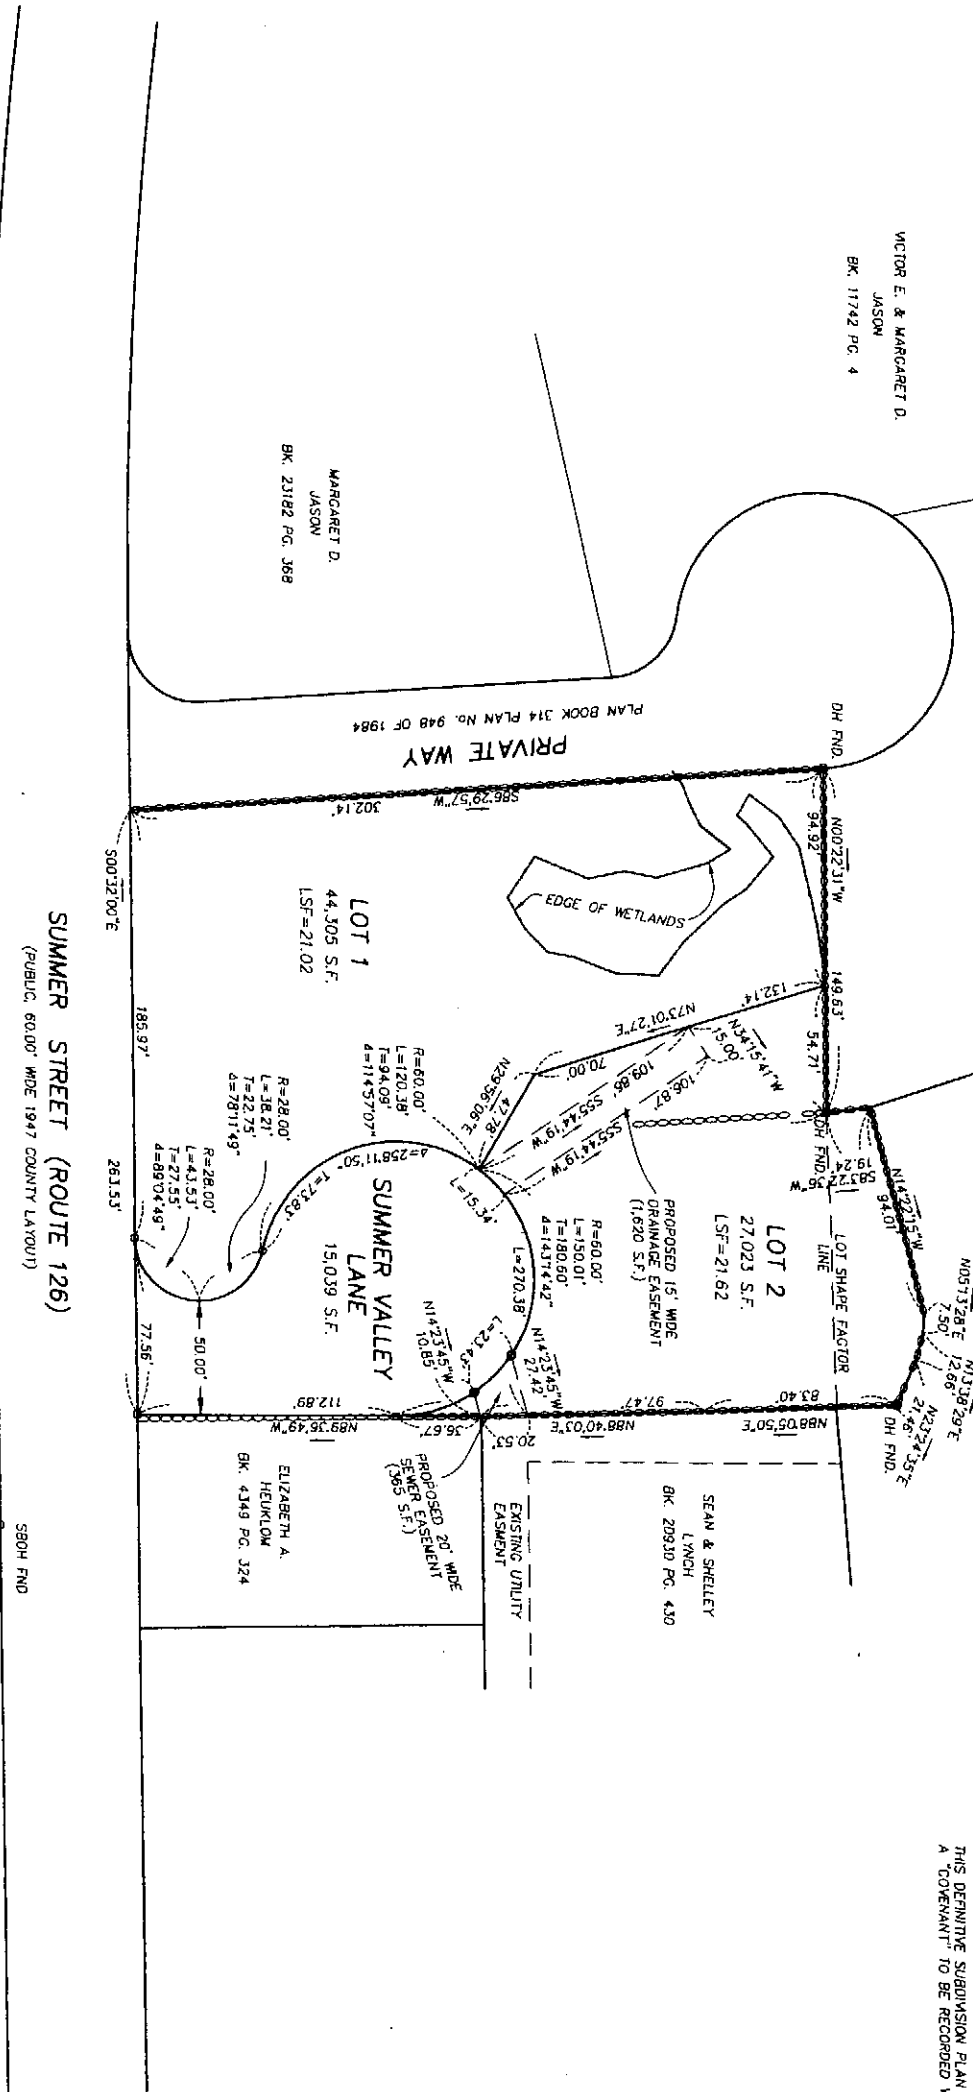 VICTOR E. & MARGARET D.
JASON
BK. 11742 PG. 4
MARGARET D.
JASON
BK. 23182 PG. 368
PRIVATE WAY
PLAN BOOK 314 PLAN No. 948 OF 1984
DH FND.
N00°22'31"W
94.92'
149.63'
54.71'
DH FND.
S83°22'36"W
19.24'
N14°22'15"W
94.01'
N05°13'28"E
7.50'
N13°38'29"E
12.66'
N23°24'35"E
21.46'
DH FND.
S86°29'57"W
302.14'
EDGE OF WETLANDS
LOT 1
44,305 S.F.
LSF=21.02
N73°01'27"E
132.14'
70.00'
N34°15'41"W
15.00'
109.86'
S55°44'19"W
106.87'
S55°44'19"W
N29°56'06"E
47.78
LOT SHAPE FACTOR
LINE
LOT 2
27,023 S.F.
LSF=21.62
PROPOSED 15' WIDE
DRAINAGE EASEMENT
(1,620 S.F.)
R=60.00'
L=150.01'
T=180.60'
Δ=143°14'42"
R=60.00'
L=120.38'
T=94.09'
Δ=114°57'07"
Δ=258°11'50"
T=73.83'
L=15.34'
L=270.38'
L=23.43'
N14°23'45"W
27.42'
N14°23'45"W
10.85'
SUMMER VALLEY
LANE
15,039 S.F.
R=28.00'
L=38.21'
T=22.75'
Δ=78°11'49"
R=28.00'
L=43.53'
T=27.55'
Δ=89°04'49"
50.00'
N88°05'50"E
83.40'
N88°40'03"E
97.47
20.53'
36.67'
N89°36'49"W
112.89
SEAN & SHELLEY
LYNCH
BK. 20930 PG. 430
EXISTING UTILITY
EASMENT
PROPOSED 20' WIDE
SEWER EASEMENT
(365 S.F.)
ELIZABETH A.
HEUKLOM
BK. 4349 PG. 324
S00°32'00"E
185.97'
263.53'
77.56'
SUMMER STREET (ROUTE 126)
(PUBLIC, 60.00' WIDE 1947 COUNTY LAYOUT)
SBDH FND
THIS DEFINITIVE SUBDIVISION PLAN
A "COVENANT" TO BE RECORDED